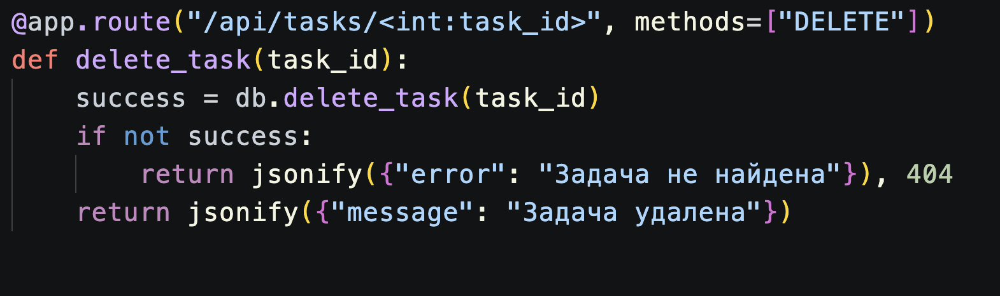 @app.route("/api/tasks/<int:task_id>", methods=["DELETE"])
def delete_task(task_id):
    success = db.delete_task(task_id)
    if not success:
        return jsonify({"error": "Задача не найдена"}), 404
    return jsonify({"message": "Задача удалена"})